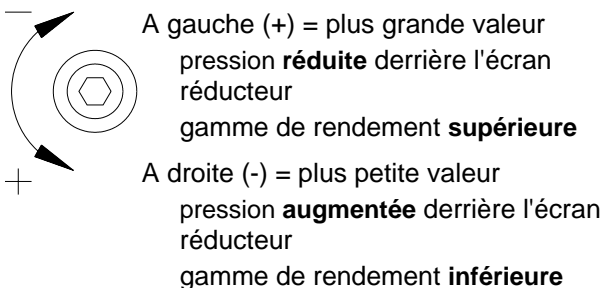 A gauche (+) = plus grande valeur
pression réduite derrière l'écran
réducteur
gamme de rendement supérieure
A droite (-) = plus petite valeur
pression augmentée derrière l'écran
réducteur
gamme de rendement inférieure